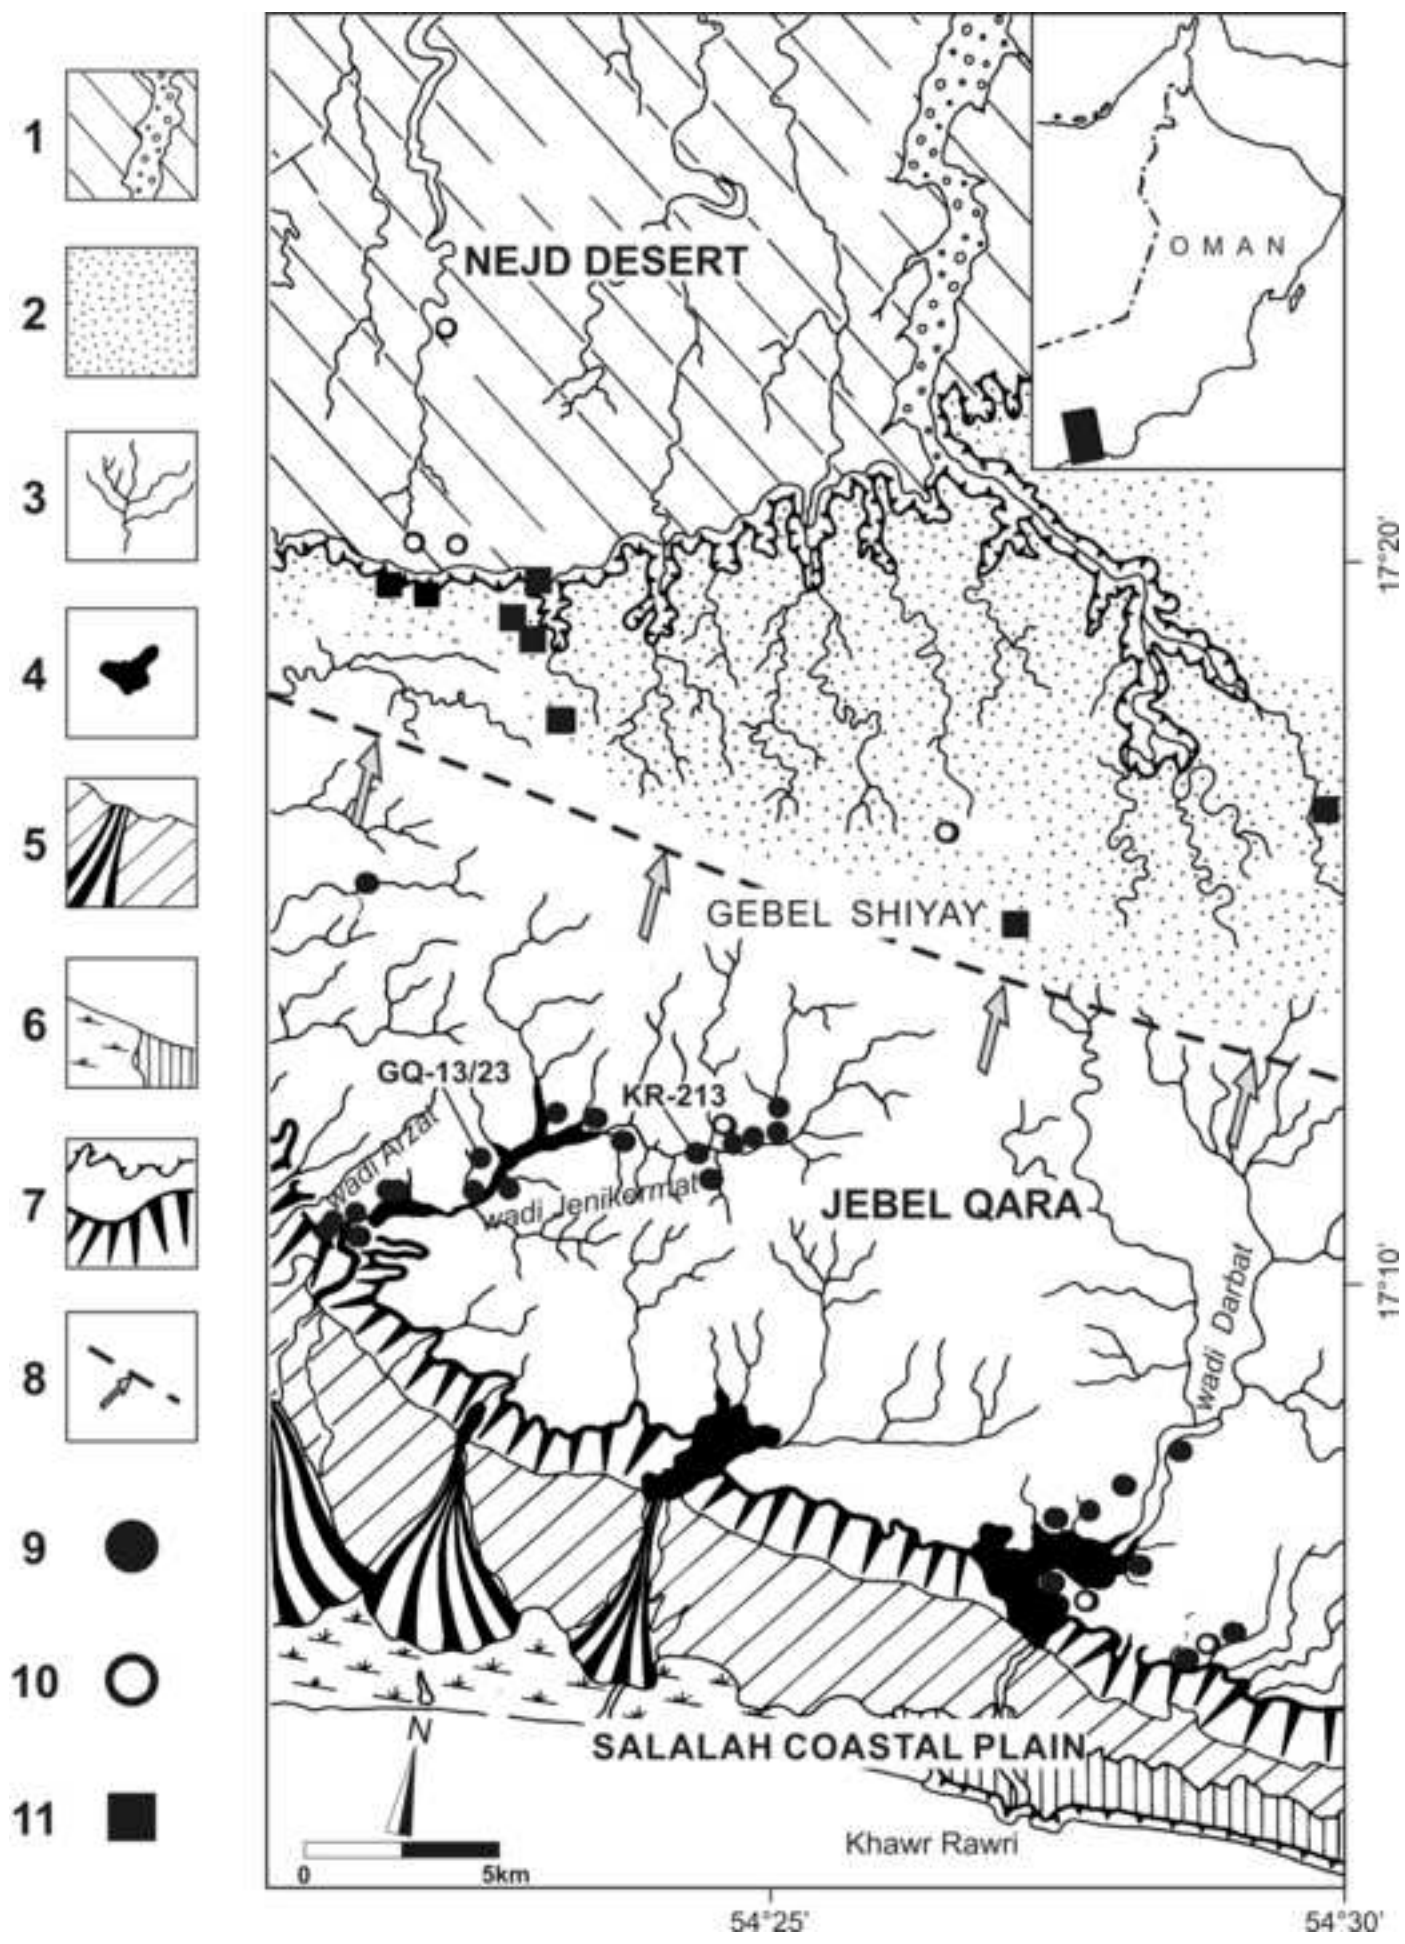 1
2
3
4
5
6
7
8
9
10
11
NEJD DESERT
OMAN
17°20'
GEBEL SHIYAY
GQ-13/23
KR-213
wadi Arzat
wadi Jenikermat
JEBEL QARA
wadi Darbat
17°10'
N
SALALAH COASTAL PLAIN
Khawr Rawri
0
5km
54°25'
54°30'